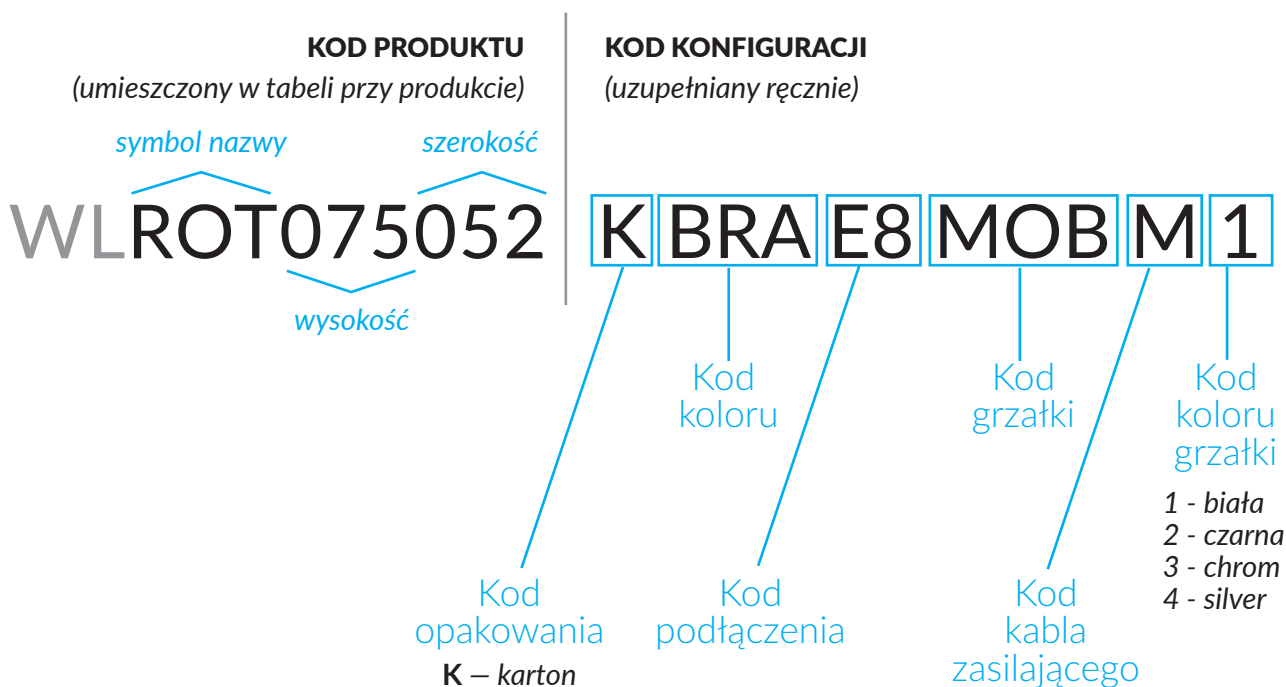 KOD PRODUKTU
(umieszczony w tabeli przy produkcie)
KOD KONFIGURACJI
(uzupełniany ręcznie)
symbol nazwy
szerokość
WLROT075052 K BRA E8 MOB M 1
wysokość
Kod
koloru
Kod
grzałki
Kod
koloru
grzałki
1 - biała
2 - czarna
3 - chrom
4 - silver
Kod
opakowania
K – karton
Kod
podłączenia
Kod
kabla
zasilającego